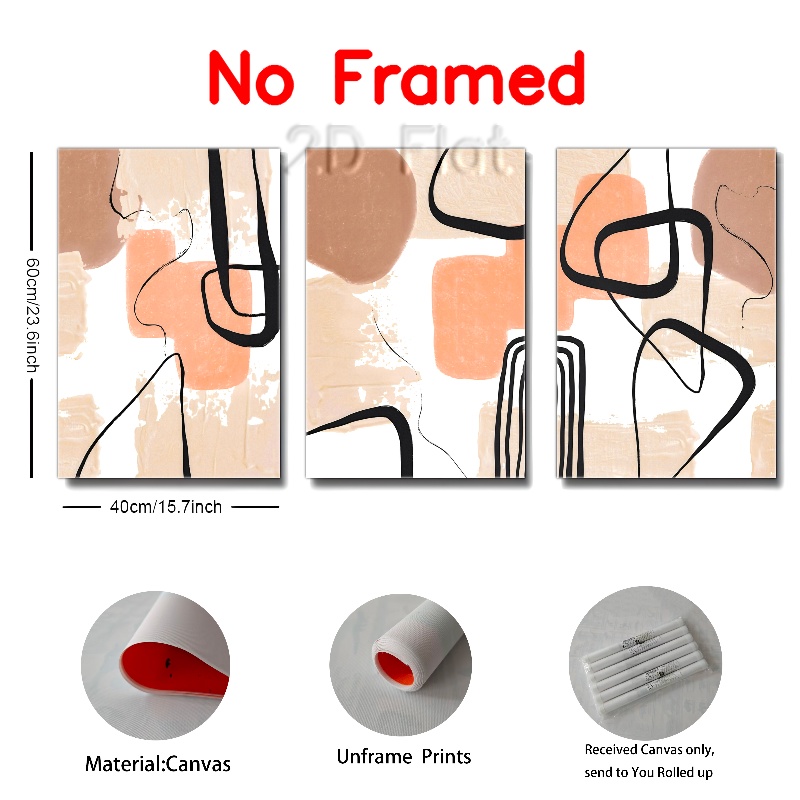 No Framed
2D Flat
60cm/23.6inch
40cm/15.7inch
Material:Canvas
Unframe Prints
Received Canvas only,
send to You Rolled up